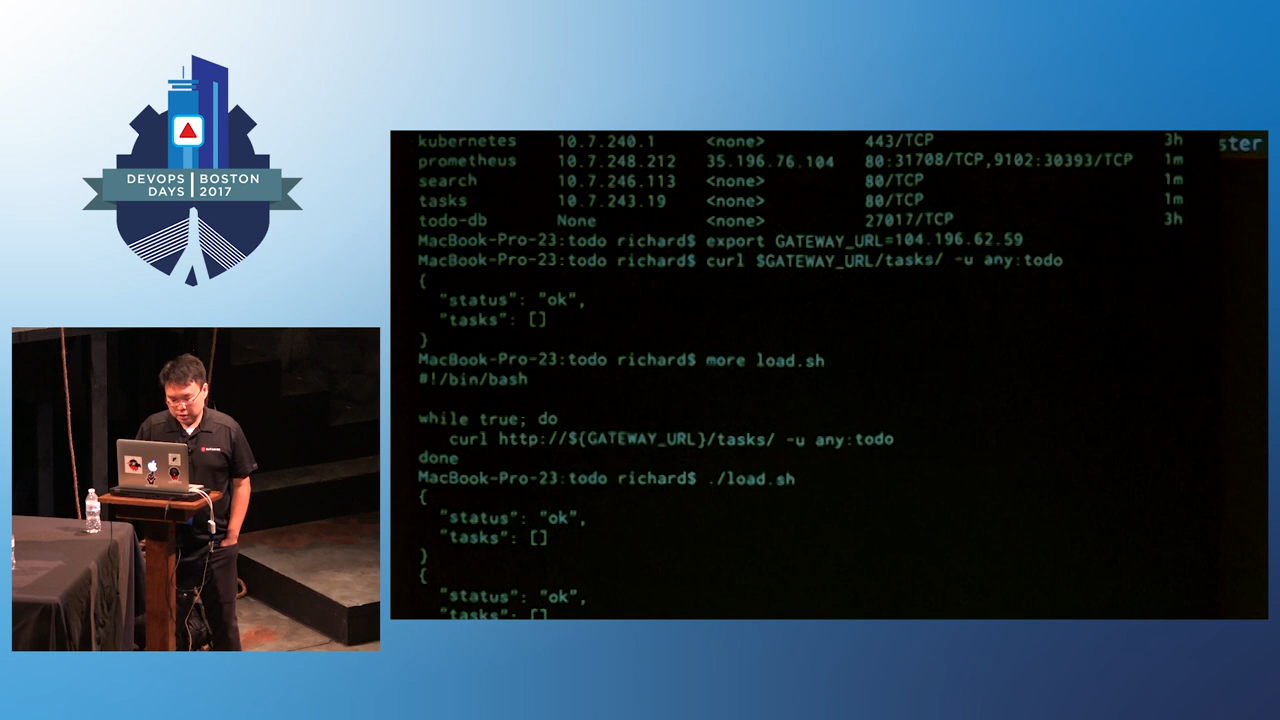 DEVOPS BOSTON
DAYS 2017
ster
kubernetes 10.7.240.1 <none> 443/TCP 3h
prometheus 10.7.248.212 35.196.76.104 80:31708/TCP,9102:30393/TCP 1m
search 10.7.246.113 <none> 80/TCP 1m
tasks 10.7.243.19 <none> 80/TCP 1m
todo-db None <none> 27017/TCP 3h
MacBook-Pro-23:todo richard$ export GATEWAY_URL=104.196.62.59
MacBook-Pro-23:todo richard$ curl $GATEWAY_URL/tasks/ -u any:todo
{
"status": "ok",
"tasks": []
}
MacBook-Pro-23:todo richard$ more load.sh
#!/bin/bash
while true; do
curl http://${GATEWAY_URL}/tasks/ -u any:todo
done
MacBook-Pro-23:todo richard$ ./load.sh
{
"status": "ok",
"tasks": []
}
{
"status": "ok",
"tasks": []